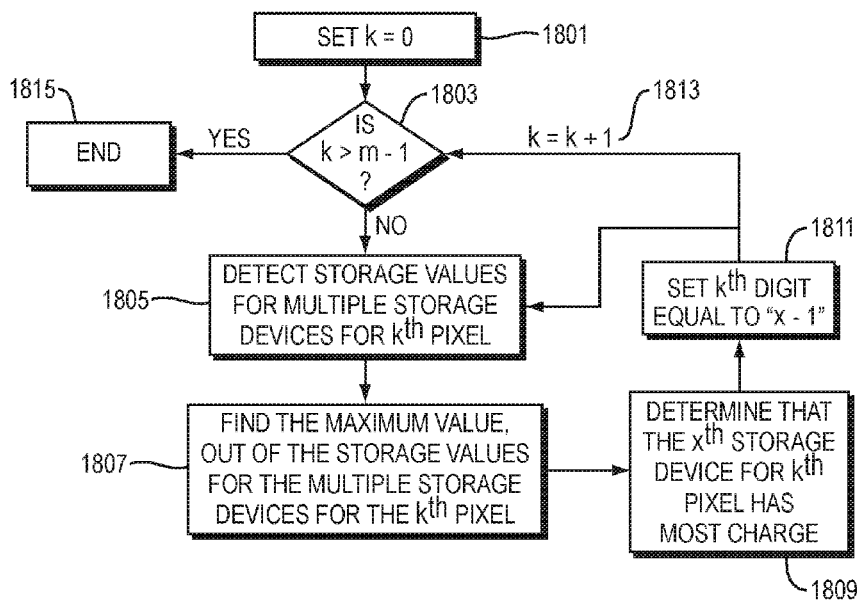 SET k = 0
1801
1815
END
YES
1803
IS
k > m - 1
?
1813
k = k + 1
NO
1805
DETECT STORAGE VALUES
FOR MULTIPLE STORAGE
DEVICES FOR kth PIXEL
1811
SET kth DIGIT
EQUAL TO “x - 1”
1807
FIND THE MAXIMUM VALUE,
OUT OF THE STORAGE VALUES
FOR THE MULTIPLE STORAGE
DEVICES FOR THE kth PIXEL
DETERMINE THAT
THE xth STORAGE
DEVICE FOR kth
PIXEL HAS
MOST CHARGE
1809